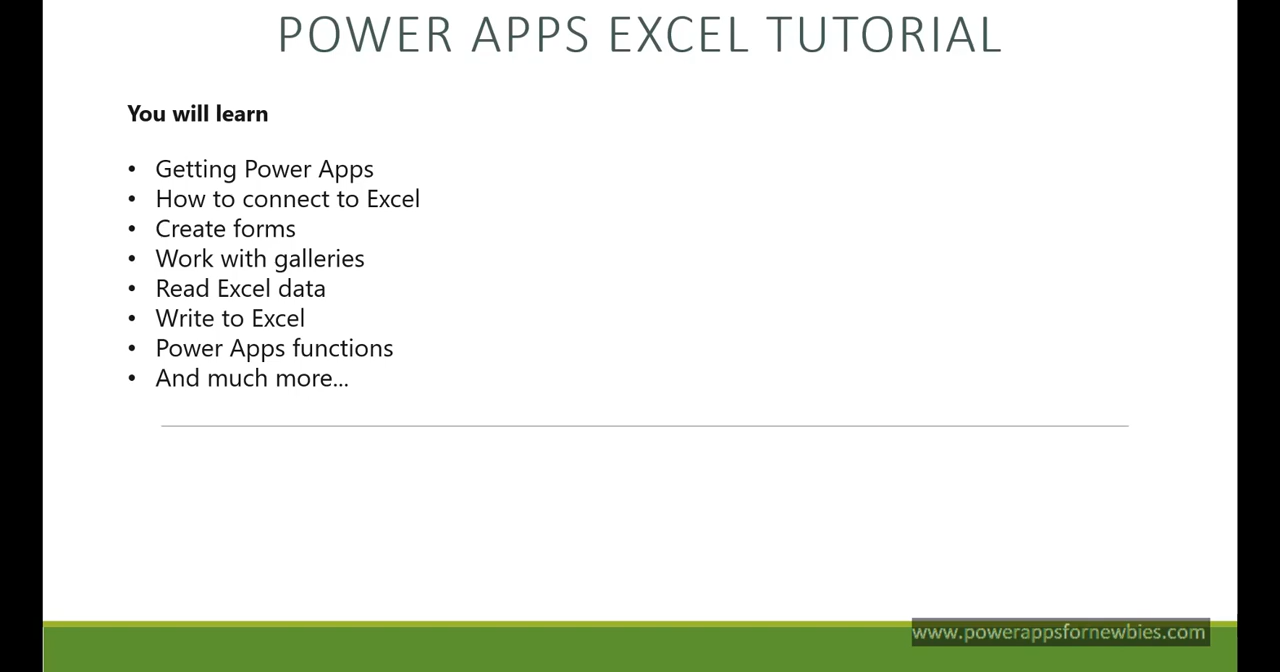 POWER APPS EXCEL TUTORIAL
You will learn
• Getting Power Apps
• How to connect to Excel
• Create forms
• Work with galleries
• Read Excel data
• Write to Excel
• Power Apps functions
• And much more...
www.powerappsfornewbies.com